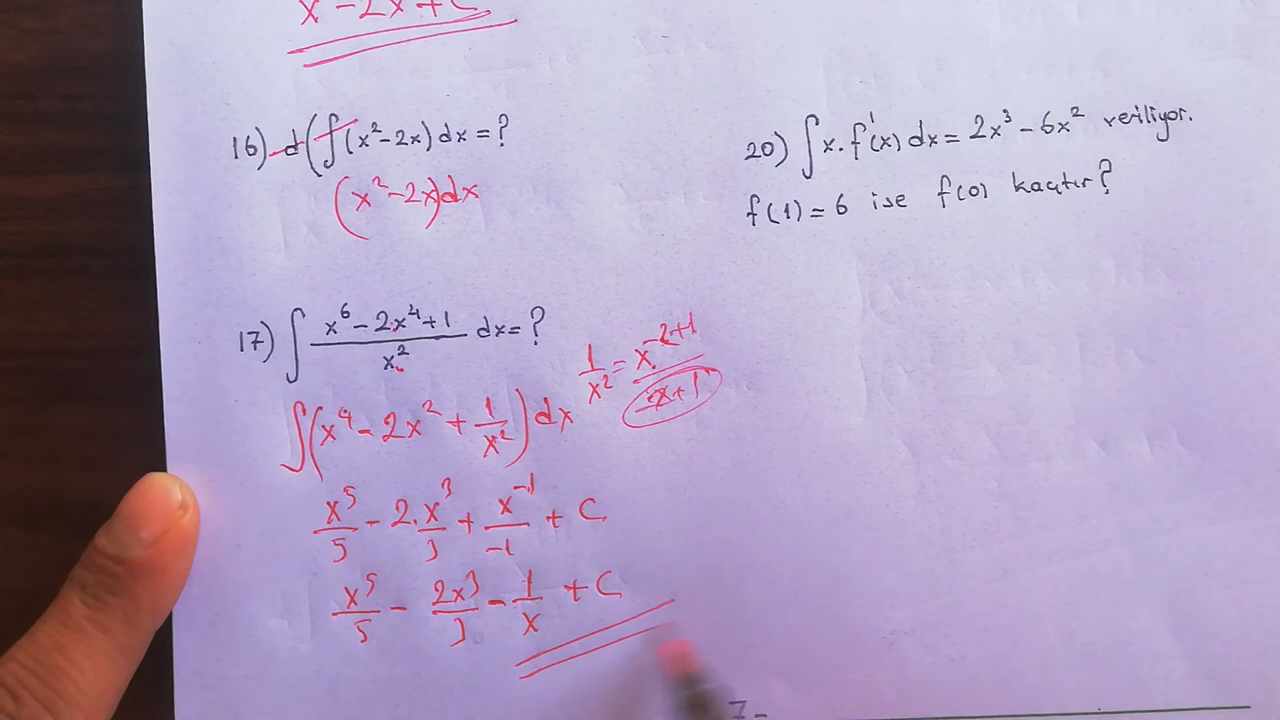 x - 2x + C
16) d(∫(x² - 2x) dx = ?
(x² - 2x)dx
17) ∫ (x⁶ - 2x⁴ + 1)/x² dx = ?
1/x² = x⁻²⁺¹/-2+1
∫(x⁴ - 2x² + 1/x²) dx
x⁵/5 - 2.x³/3 + x⁻¹/-1 + C
x⁵/5 - 2x³/3 - 1/x + C
20) ∫x.f'(x) dx = 2x³ - 6x² veriliyor.
f(1) = 6 ise f(0) kaçtır?